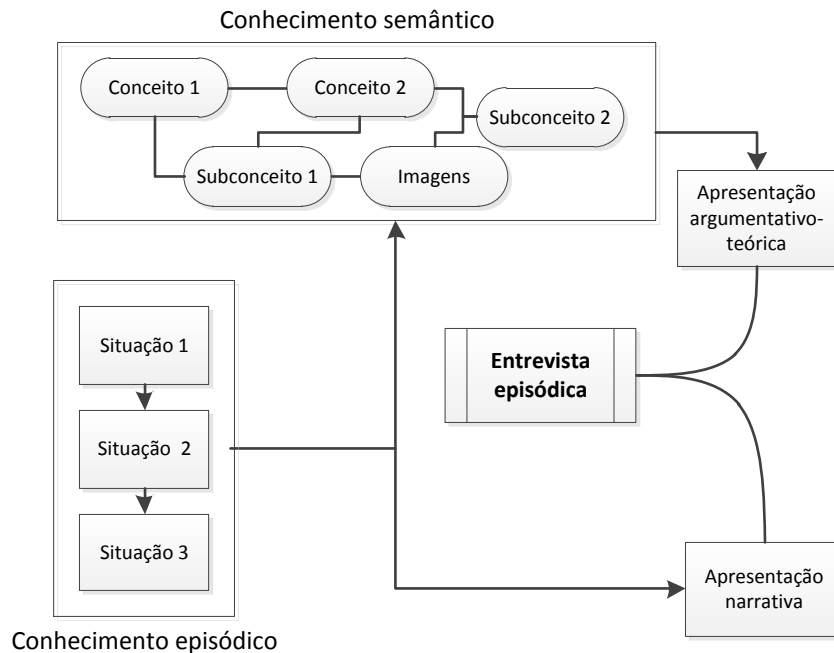 Conhecimento semântico
Conceito 1
Conceito 2
Subconceito 2
Subconceito 1
Imagens
Apresentação
argumentativo-
teórica
Situação 1
Situação 2
Situação 3
Entrevista
episódica
Apresentação
narrativa
Conhecimento episódico